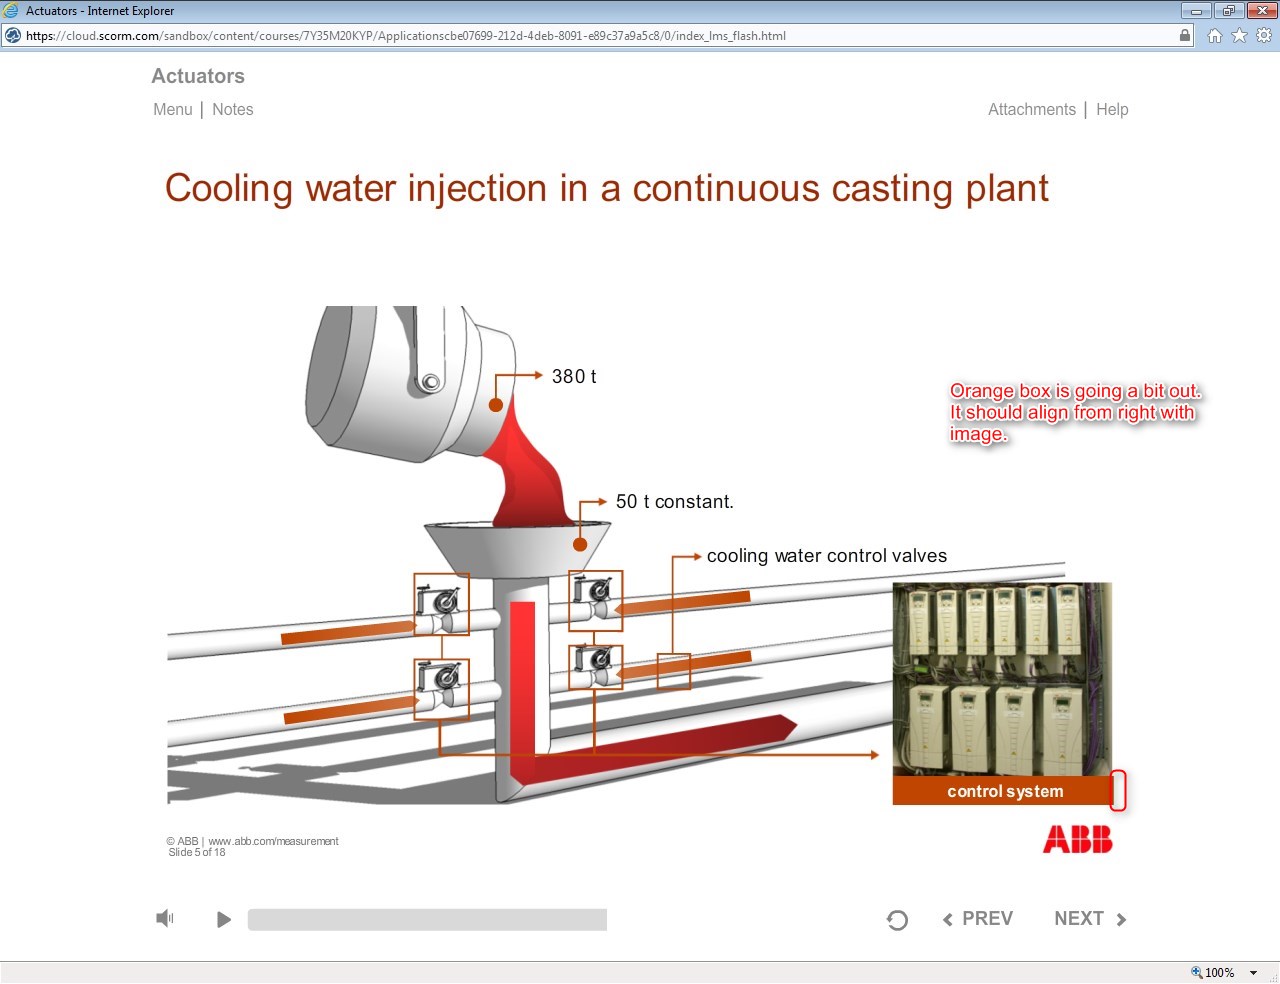 Actuators - Internet Explorer
https://cloud.scorm.com/sandbox/content/courses/7Y35M20KYP/Applicationscbe07699-212d-4deb-8091-e89c37a9a5c8/0/index_lms_flash.html
Actuators
Menu | Notes
Attachments | Help
Cooling water injection in a continuous casting plant
380 t
Orange box is going a bit out.
It should align from right with
image.
50 t constant.
cooling water control valves
control system
ABB
© ABB | www.abb.com/measurement
Slide 5 of 18
PREV
NEXT
100%